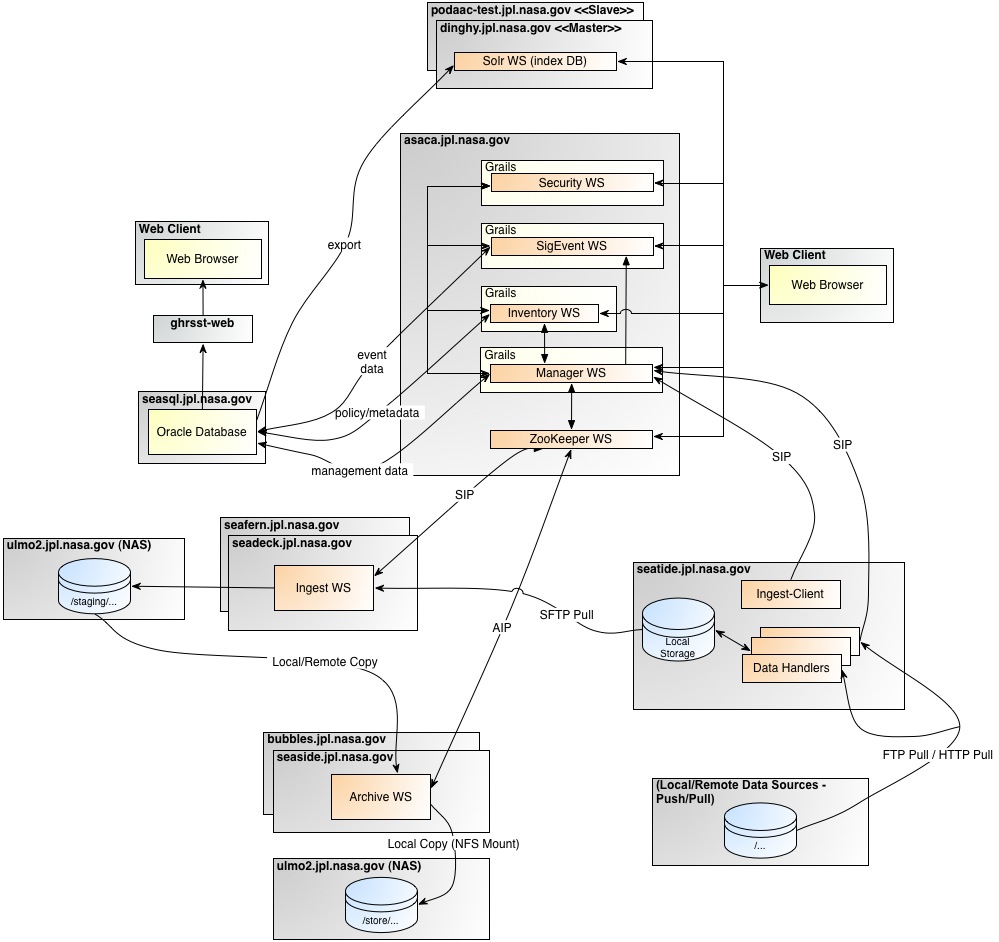 podaac-test.jpl.nasa.gov <<Slave>>
dinghy.jpl.nasa.gov <<Master>>
Solr WS (index DB)
asaca.jpl.nasa.gov
Grails
Security WS
Grails
SigEvent WS
Grails
Inventory WS
Grails
Manager WS
ZooKeeper WS
Web Client
Web Browser
ghrsst-web
seasql.jpl.nasa.gov
Oracle Database
export
event
data
policy/metadata
management data
Web Client
Web Browser
SIP
SIP
SIP
ulmo2.jpl.nasa.gov (NAS)
/staging/...
seafern.jpl.nasa.gov
seadeck.jpl.nasa.gov
Ingest WS
SFTP Pull
AIP
seatide.jpl.nasa.gov
Ingest-Client
Local
Storage
Data Handlers
Local/Remote Copy
FTP Pull / HTTP Pull
bubbles.jpl.nasa.gov
seaside.jpl.nasa.gov
Archive WS
Local Copy (NFS Mount)
ulmo2.jpl.nasa.gov (NAS)
/store/...
(Local/Remote Data Sources -
Push/Pull)
/...